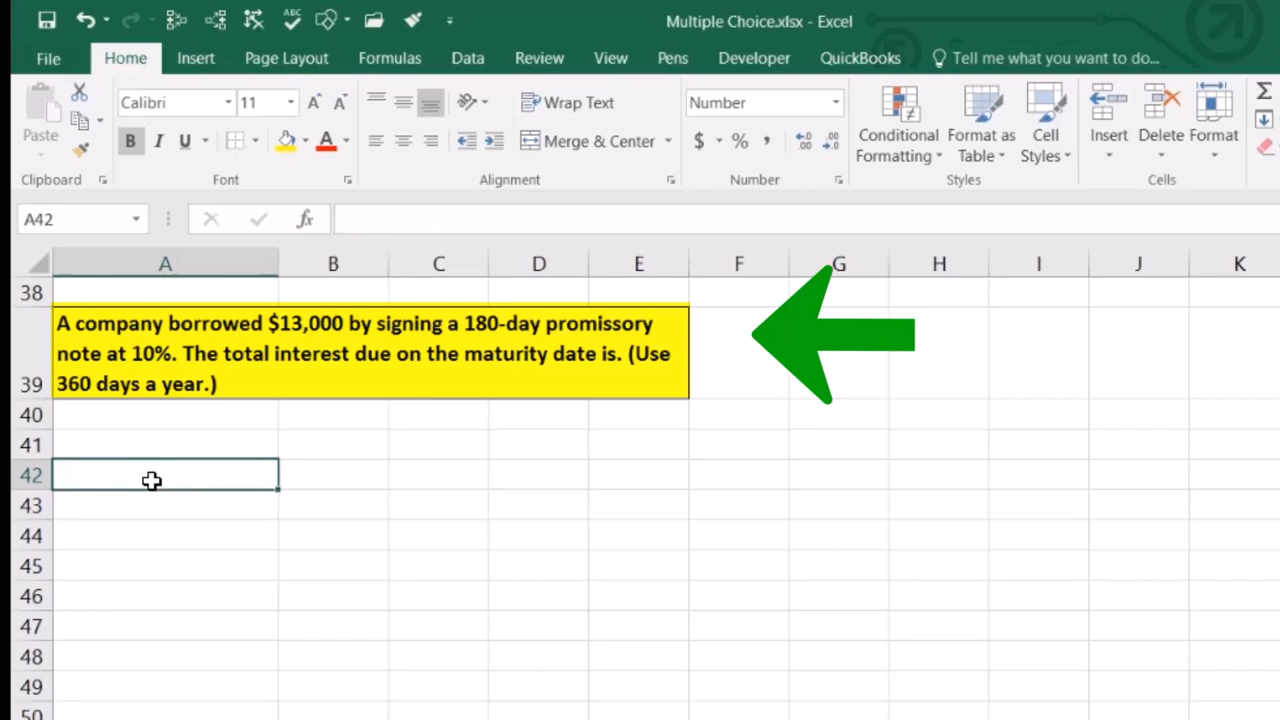 ABC
Multiple Choice.xlsx - Excel
File Home Insert Page Layout Formulas Data Review View Pens Developer QuickBooks Tell me what you want to do...
Calibri 11 Wrap Text Number
Paste B I U A Merge & Center $ % , Conditional Formatting Format as Table Cell Styles Insert Delete Format
Clipboard Font Alignment Number Styles Cells
A42 fx
A B C D E F G H I J K
38
A company borrowed $13,000 by signing a 180-day promissory
note at 10%. The total interest due on the maturity date is. (Use
39 360 days a year.)
40
41
42
43
44
45
46
47
48
49
50